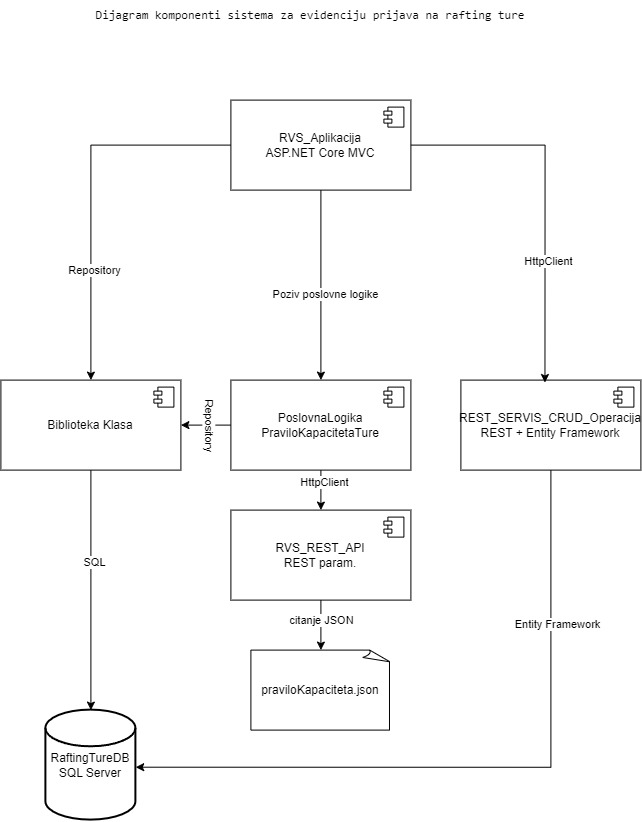 Dijagram komponenti sistema za evidenciju prijava na rafting ture
RVS_Aplikacija
ASP.NET Core MVC
Repository
HttpClient
Poziv poslovne logike
Biblioteka Klasa
Repository
PoslovnaLogika
PraviloKapacitetaTure
REST_SERVIS_CRUD_Operacija
REST + Entity Framework
HttpClient
RVS_REST_API
REST param.
SQL
citanje JSON
Entity Framework
praviloKapaciteta.json
RaftingTureDB
SQL Server